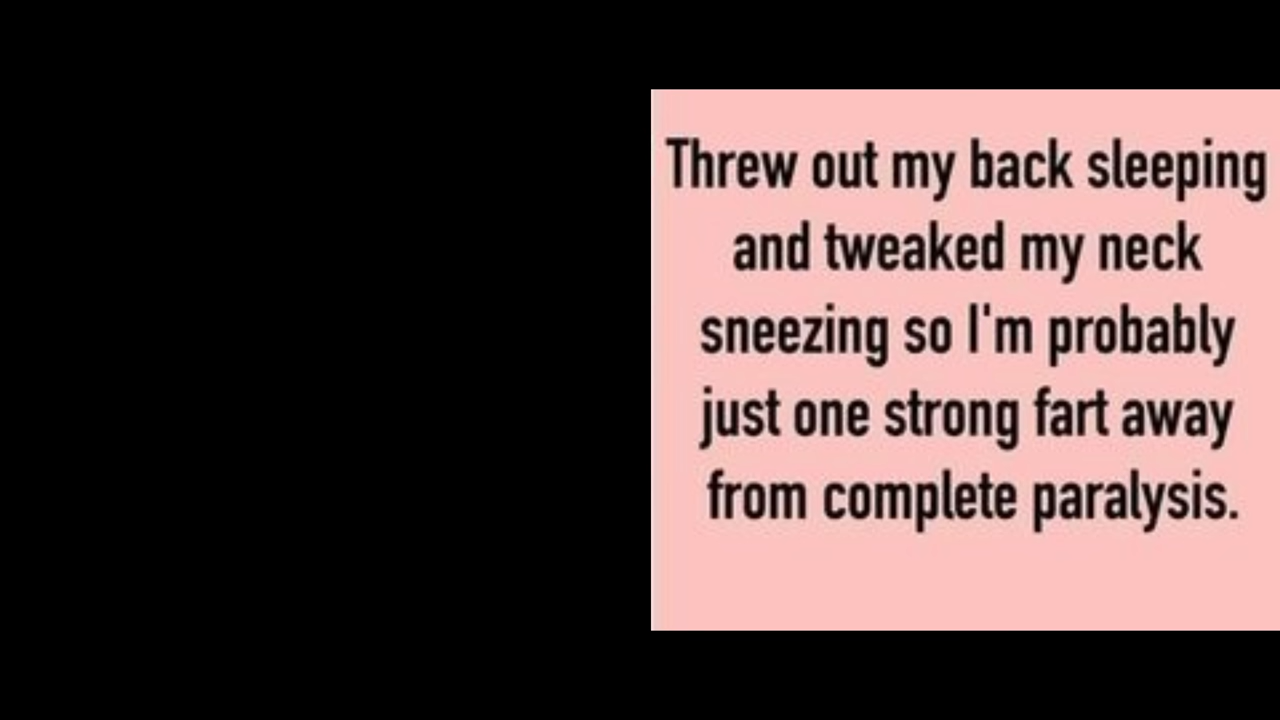 Threw out my back sleeping
and tweaked my neck
sneezing so I'm probably
just one strong fart away
from complete paralysis.